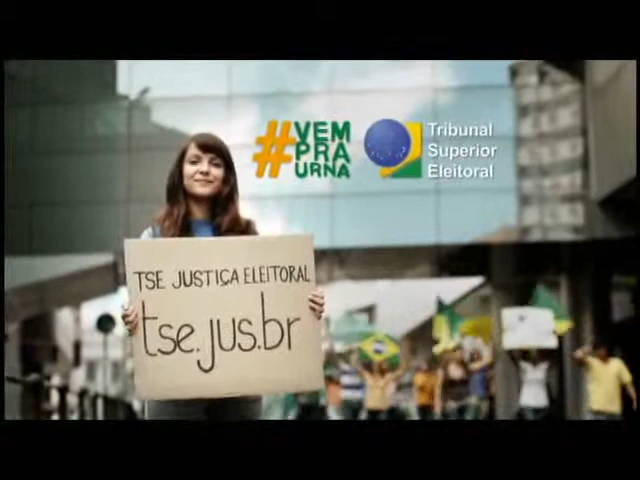 #VEM
PRA
URNA
Tribunal
Superior
Eleitoral
TSE JUSTIÇA ELEITORAL
tse.jus.br